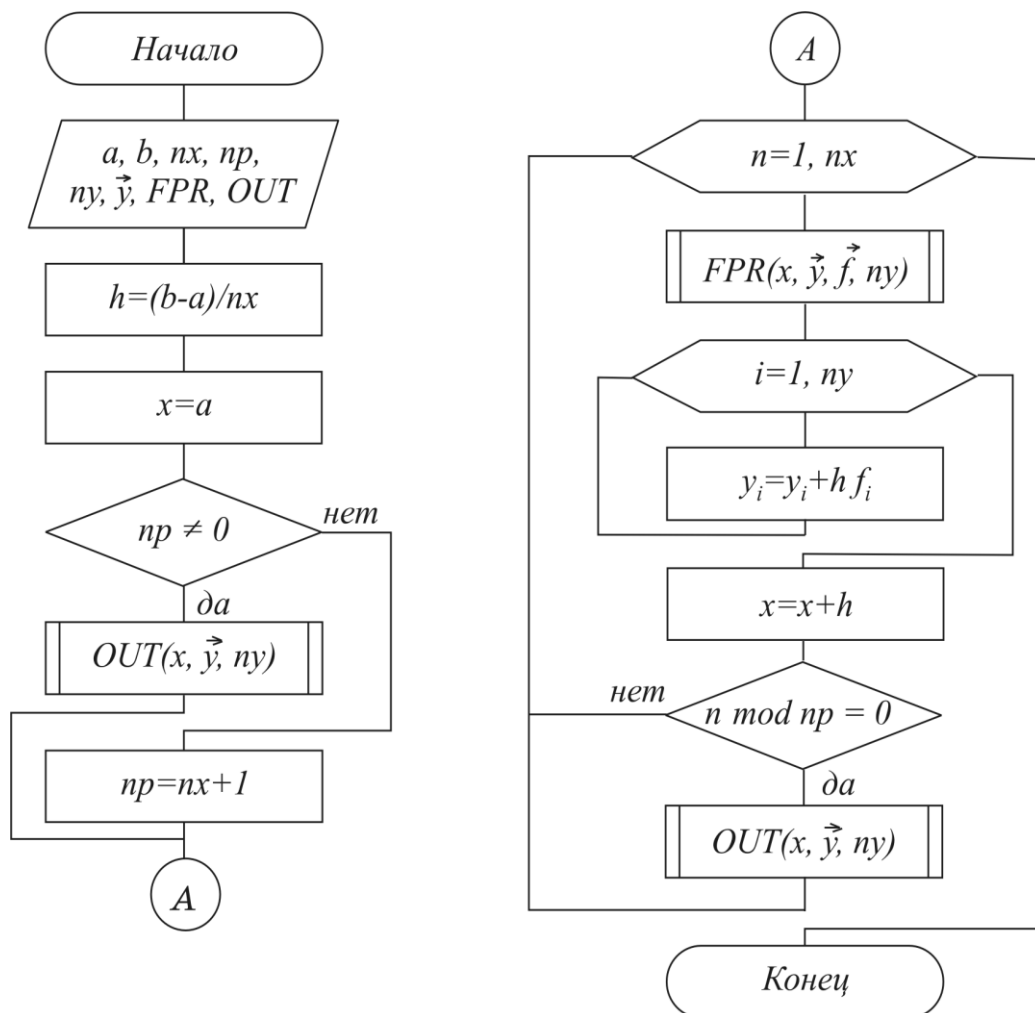 Начало
a, b, nx, np,
ny, y⃗, FPR, OUT
h=(b-a)/nx
x=a
np ≠ 0
нет
да
OUT(x, y⃗, ny)
np=nx+1
A
A
n=1, nx
FPR(x, y⃗, f⃗, ny)
i=1, ny
yᵢ=yᵢ+h fᵢ
x=x+h
нет
n mod np = 0
да
OUT(x, y⃗, ny)
Конец